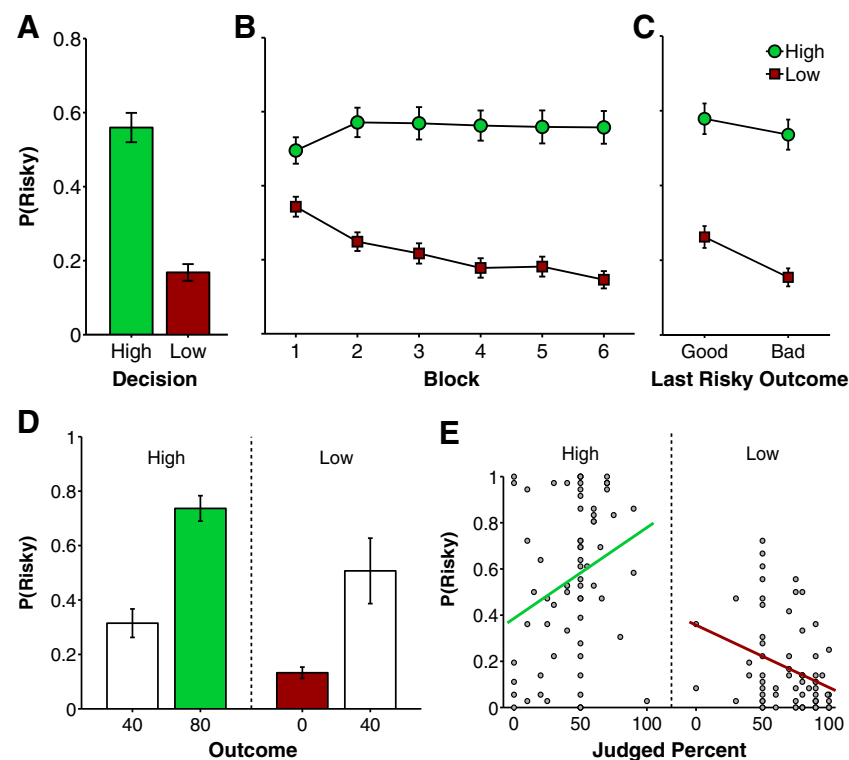 A
B
C
0.8
0.6
0.4
0.2
0
P(Risky)
High Low
Decision
1 2 3 4 5 6
Block
High
Low
Good Bad
Last Risky Outcome
D
1
0.8
0.6
0.4
0.2
0
P(Risky)
High Low
40 80 0 40
Outcome
E
High Low
1
0.8
0.6
0.4
0.2
0
P(Risky)
0 50 100 0 50 100
Judged Percent